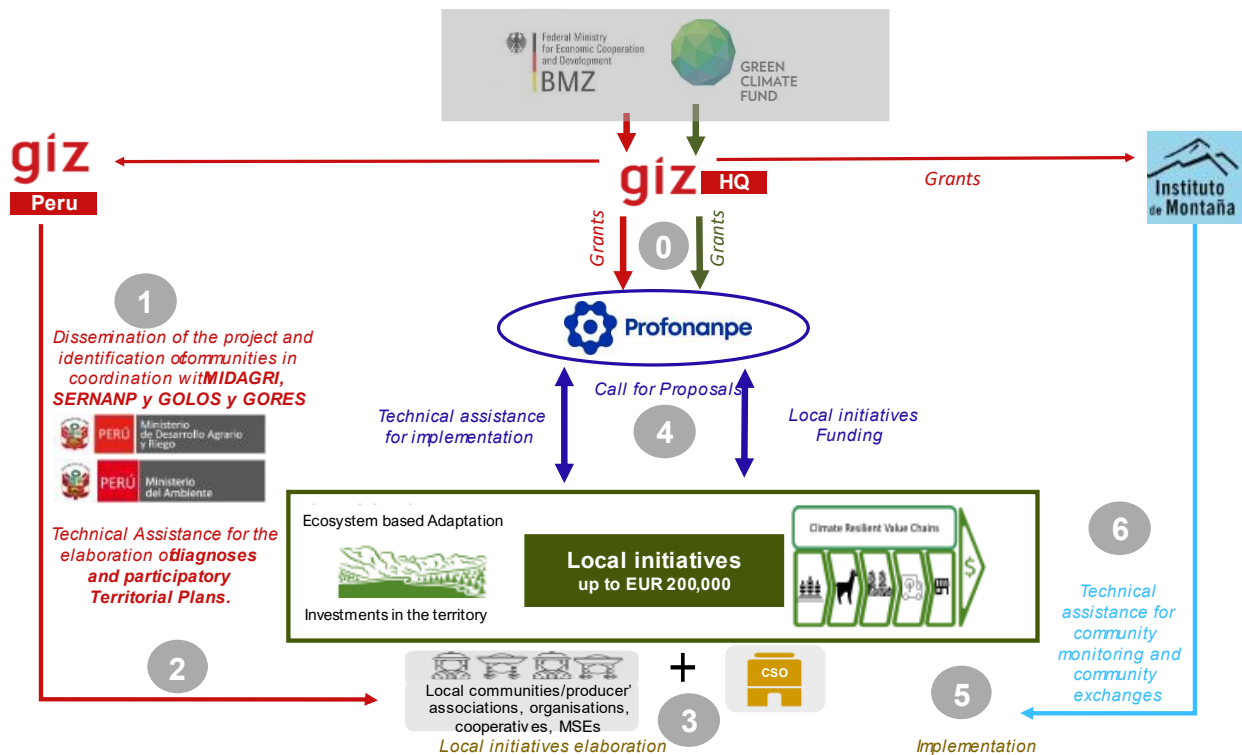 Federal Ministry
for Economic Cooperation
and Development
BMZ
GREEN
CLIMATE
FUND
giz
Peru
giz
HQ
Grants
Instituto
de Montaña
Grants
0
Grants
1
Profonanpe
Dissemination of the project and
identification of communities in
coordination with MIDAGRI,
SERNANP y GOLOS y GORES
PERÚ
Ministerio
de Desarrollo Agrario
y Riego
PERÚ
Ministerio
del Ambiente
Call for Proposals
Technical assistance
for implementation
4
Local initiatives
Funding
Technical Assistance for the
elaboration of diagnoses
and participatory
Territorial Plans.
Ecosystem based Adaptation
Investments in the territory
Local initiatives
up to EUR 200,000
Climate Resilient Value Chains
$
6
Technical
assistance for
community
monitoring and
community
exchanges
2
Local communities/producer'
associations, organisations,
cooperatives, MSEs
+
CSO
3
5
Local initiatives elaboration
Implementation